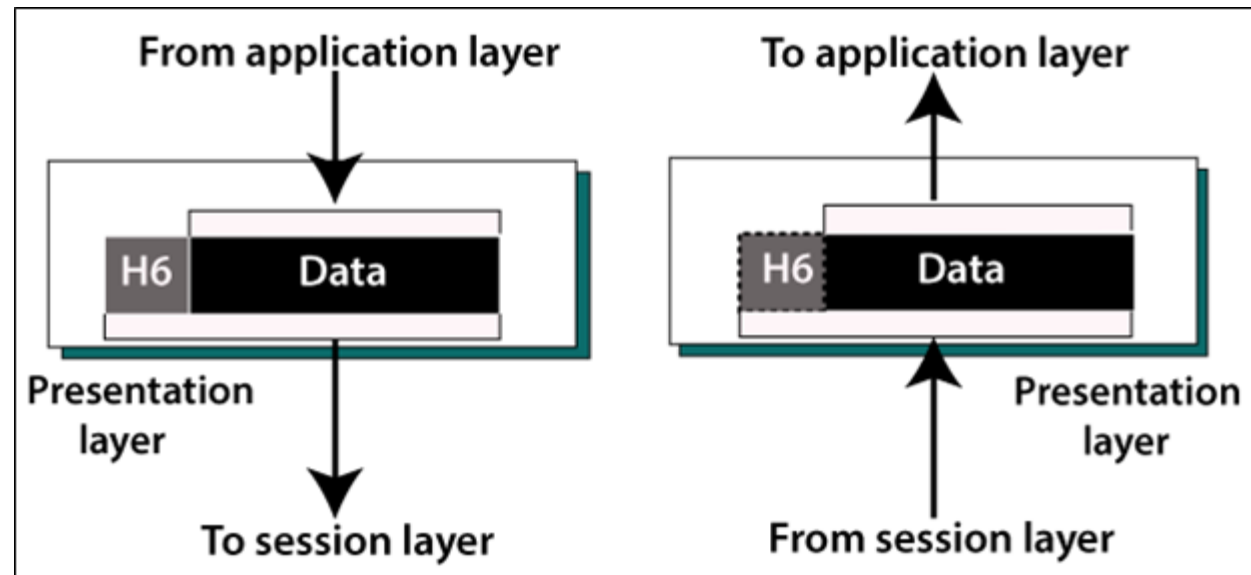 From application layer
H6
Data
Presentation
layer
To session layer
To application layer
H6
Data
Presentation
layer
From session layer